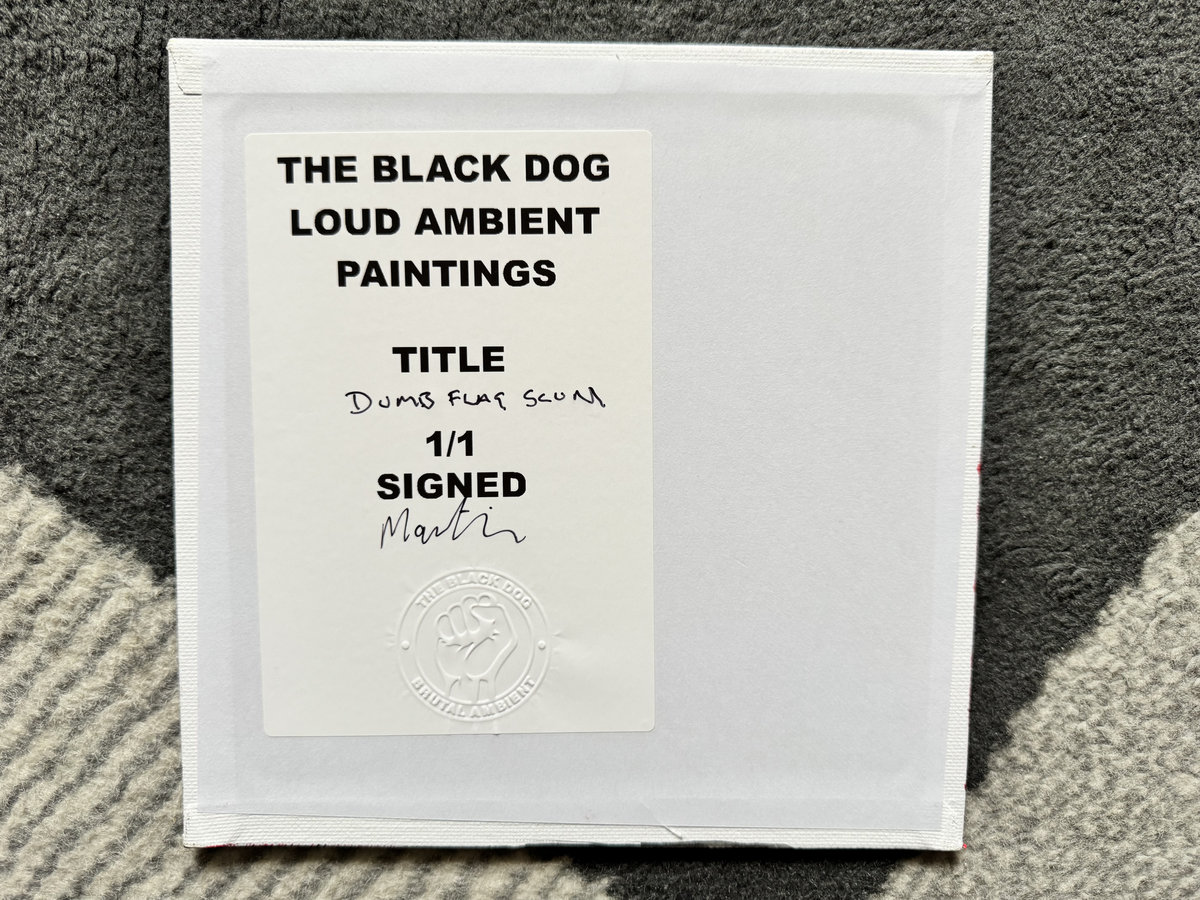 THE BLACK DOG
LOUD AMBIENT
PAINTINGS
TITLE
DUMB FLAG SCUM
1/1
SIGNED
Martin
THE BLACK DOG
BRUTAL AMBIENT